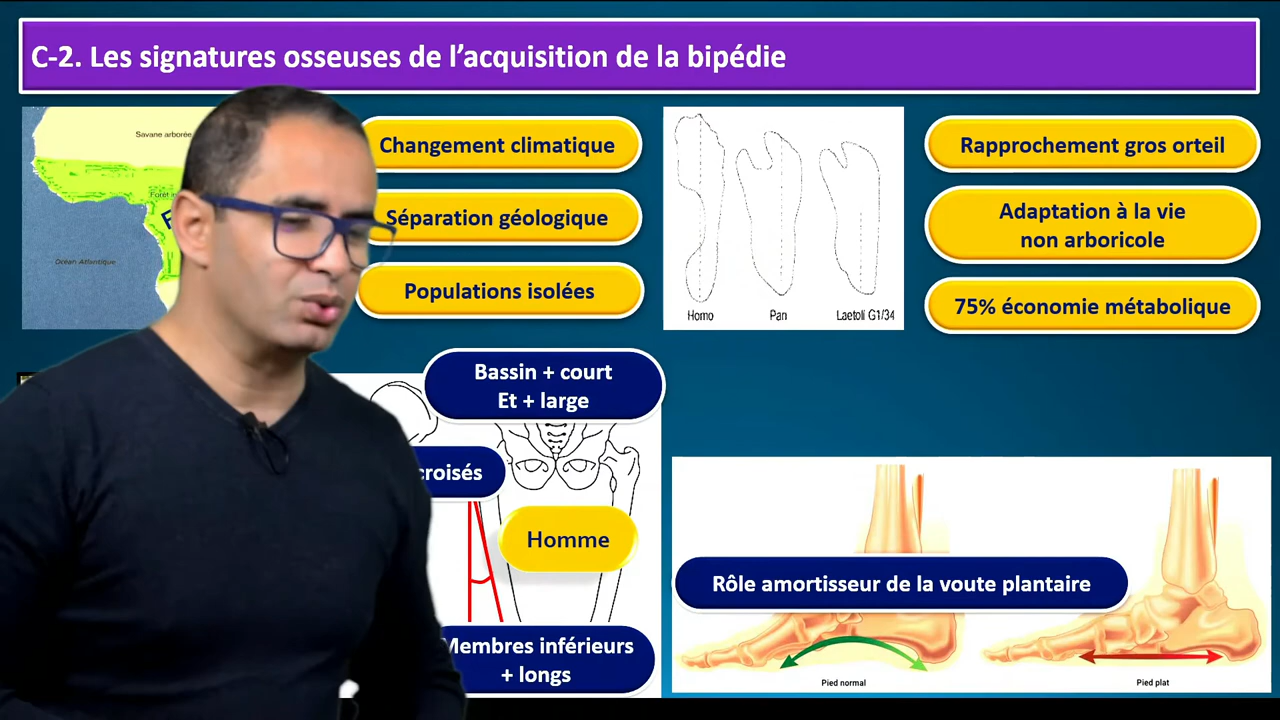 C-2. Les signatures osseuses de l’acquisition de la bipédie
Savane arborée
Océan Atlantique
Changement climatique
Séparation géologique
Populations isolées
Homo
Pan
Laetoli G1/34
Rapprochement gros orteil
Adaptation à la vie
non arboricole
75% économie métabolique
Bassin + court
Et + large
croisés
Homme
Membres inférieurs
+ longs
Rôle amortisseur de la voute plantaire
Pied normal
Pied plat